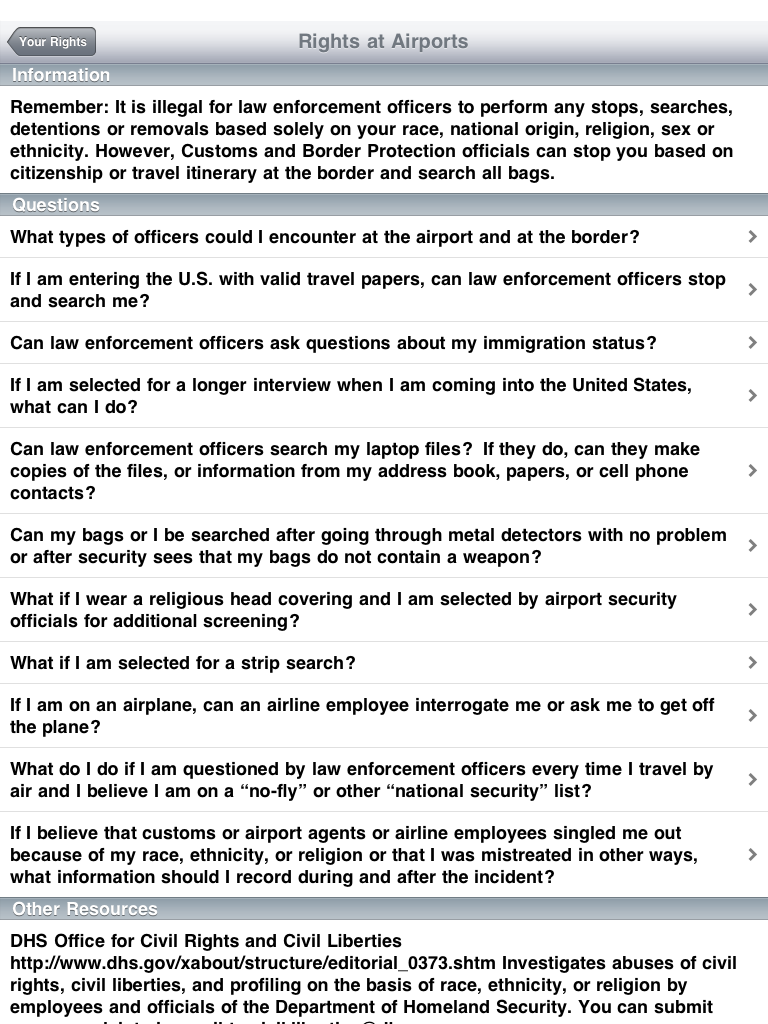 Your Rights
Rights at Airports
Information
Remember: It is illegal for law enforcement officers to perform any stops, searches,
detentions or removals based solely on your race, national origin, religion, sex or
ethnicity. However, Customs and Border Protection officials can stop you based on
citizenship or travel itinerary at the border and search all bags.
Questions
What types of officers could I encounter at the airport and at the border?
If I am entering the U.S. with valid travel papers, can law enforcement officers stop
and search me?
Can law enforcement officers ask questions about my immigration status?
If I am selected for a longer interview when I am coming into the United States,
what can I do?
Can law enforcement officers search my laptop files?  If they do, can they make
copies of the files, or information from my address book, papers, or cell phone
contacts?
Can my bags or I be searched after going through metal detectors with no problem
or after security sees that my bags do not contain a weapon?
What if I wear a religious head covering and I am selected by airport security
officials for additional screening?
What if I am selected for a strip search?
If I am on an airplane, can an airline employee interrogate me or ask me to get off
the plane?
What do I do if I am questioned by law enforcement officers every time I travel by
air and I believe I am on a “no-fly” or other “national security” list?
If I believe that customs or airport agents or airline employees singled me out
because of my race, ethnicity, or religion or that I was mistreated in other ways,
what information should I record during and after the incident?
Other Resources
DHS Office for Civil Rights and Civil Liberties
http://www.dhs.gov/xabout/structure/editorial_0373.shtm Investigates abuses of civil
rights, civil liberties, and profiling on the basis of race, ethnicity, or religion by
employees and officials of the Department of Homeland Security. You can submit